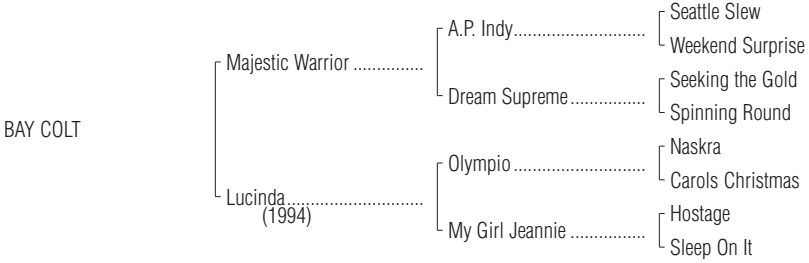 Seattle Slew
A.P. Indy..............................
Weekend Surprise
Majestic Warrior ...............
Seeking the Gold
Dream Supreme.................
Spinning Round
BAY COLT
Naskra
Olympio ..............................
Carols Christmas
Lucinda..............................
(1994)
Hostage
My Girl Jeannie .................
Sleep On It